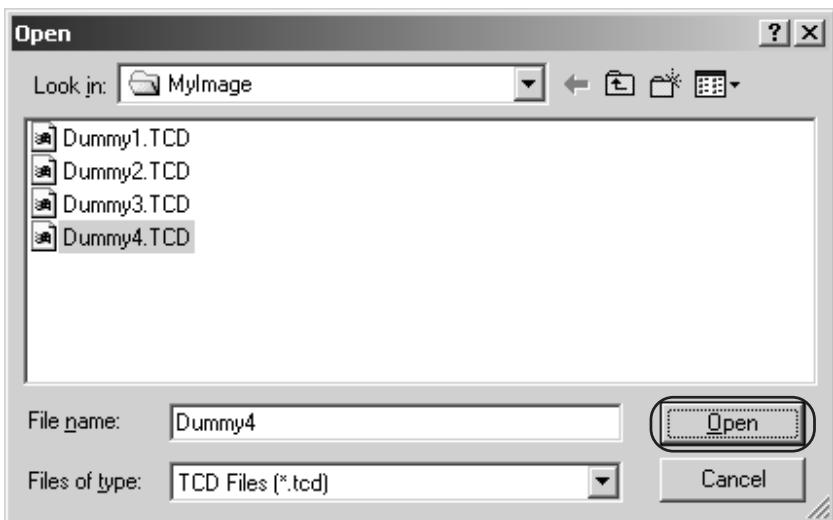 Open
Look in: MyImage
Dummy1.TCD
Dummy2.TCD
Dummy3.TCD
Dummy4.TCD
File name: Dummy4 Open
Files of type: TCD Files (*.tcd) Cancel